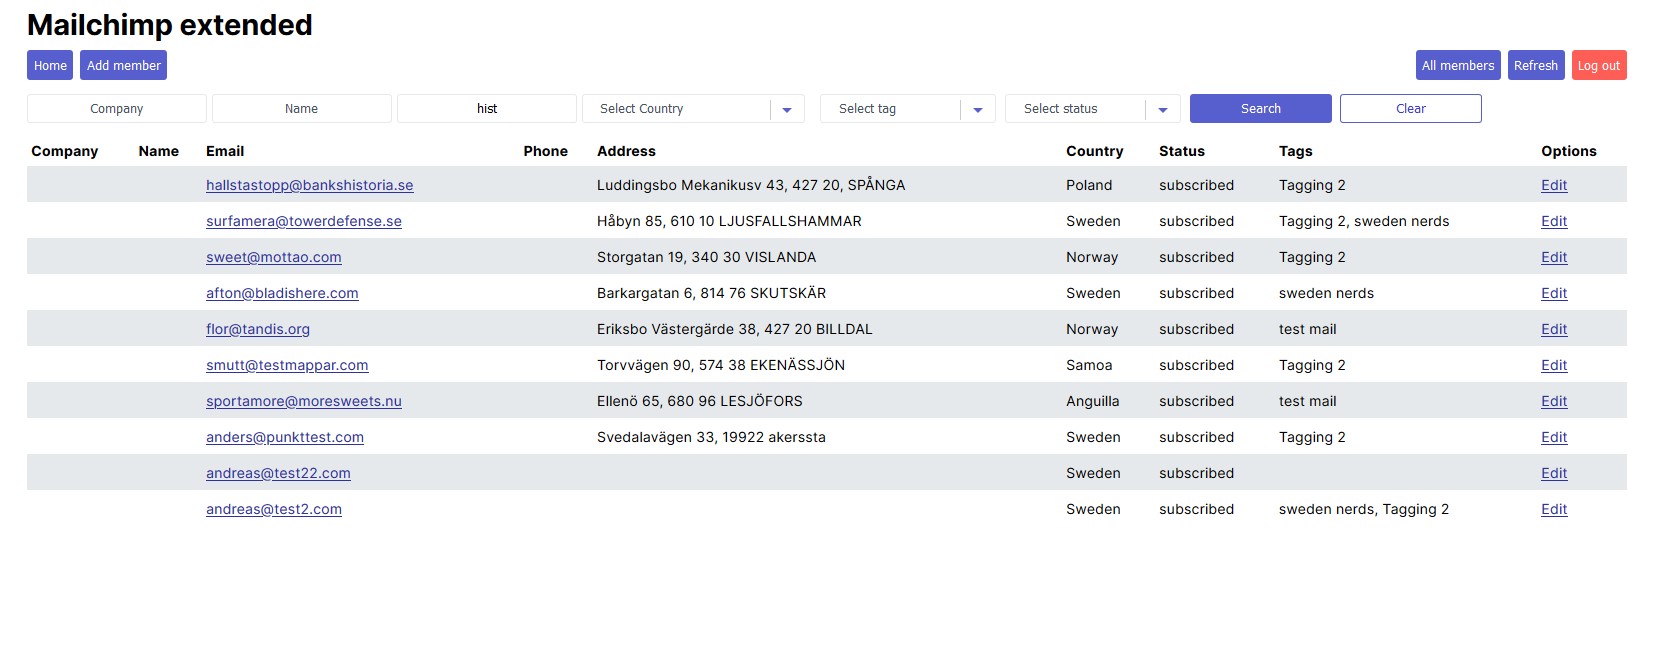 Mailchimp extended
Home Add member All members Refresh Log out
Company Name hist Select Country Select tag Select status Search Clear
Company Name Email Phone Address Country Status Tags Options
hallstastopp@bankshistoria.se Luddingsbo Mekanikusv 43, 427 20, SPÅNGA Poland subscribed Tagging 2 Edit
surfamera@towerdefense.se Håbyn 85, 610 10 LJUSFALLSHAMMAR Sweden subscribed Tagging 2, sweden nerds Edit
sweet@mottao.com Storgatan 19, 340 30 VISLANDA Norway subscribed Tagging 2 Edit
afton@bladishere.com Barkargatan 6, 814 76 SKUTSKÄR Sweden subscribed sweden nerds Edit
flor@tandis.org Eriksbo Västergärde 38, 427 20 BILLDAL Norway subscribed test mail Edit
smutt@testmappar.com Torvvägen 90, 574 38 EKENÄSSJÖN Samoa subscribed Tagging 2 Edit
sportamore@moresweets.nu Ellenö 65, 680 96 LESJÖFORS Anguilla subscribed test mail Edit
anders@punkttest.com Svedalavägen 33, 19922 akerssta Sweden subscribed Tagging 2 Edit
andreas@test22.com Sweden subscribed Edit
andreas@test2.com Sweden subscribed sweden nerds, Tagging 2 Edit